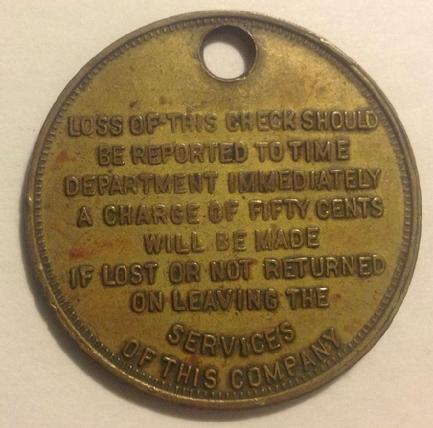 LOSS OF THIS CHECK SHOULD
BE REPORTED TO TIME
DEPARTMENT IMMEDIATELY
A CHARGE OF FIFTY CENTS
WILL BE MADE
IF LOST OR NOT RETURNED
ON LEAVING THE
SERVICES
OF THIS COMPANY